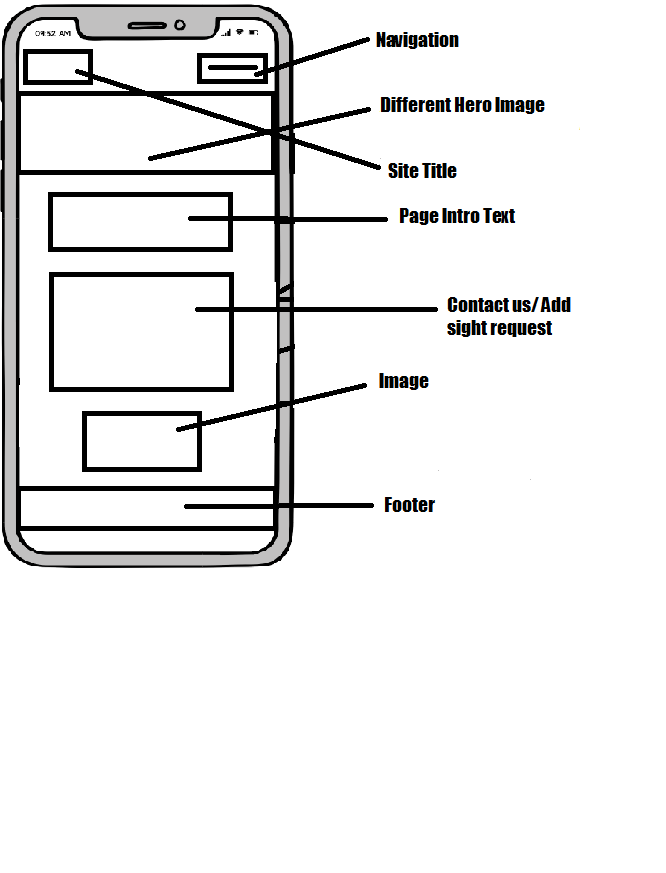 09:52 AM
Navigation
Different Hero Image
Site Title
Page Intro Text
Contact us/ Add
sight request
Image
Footer